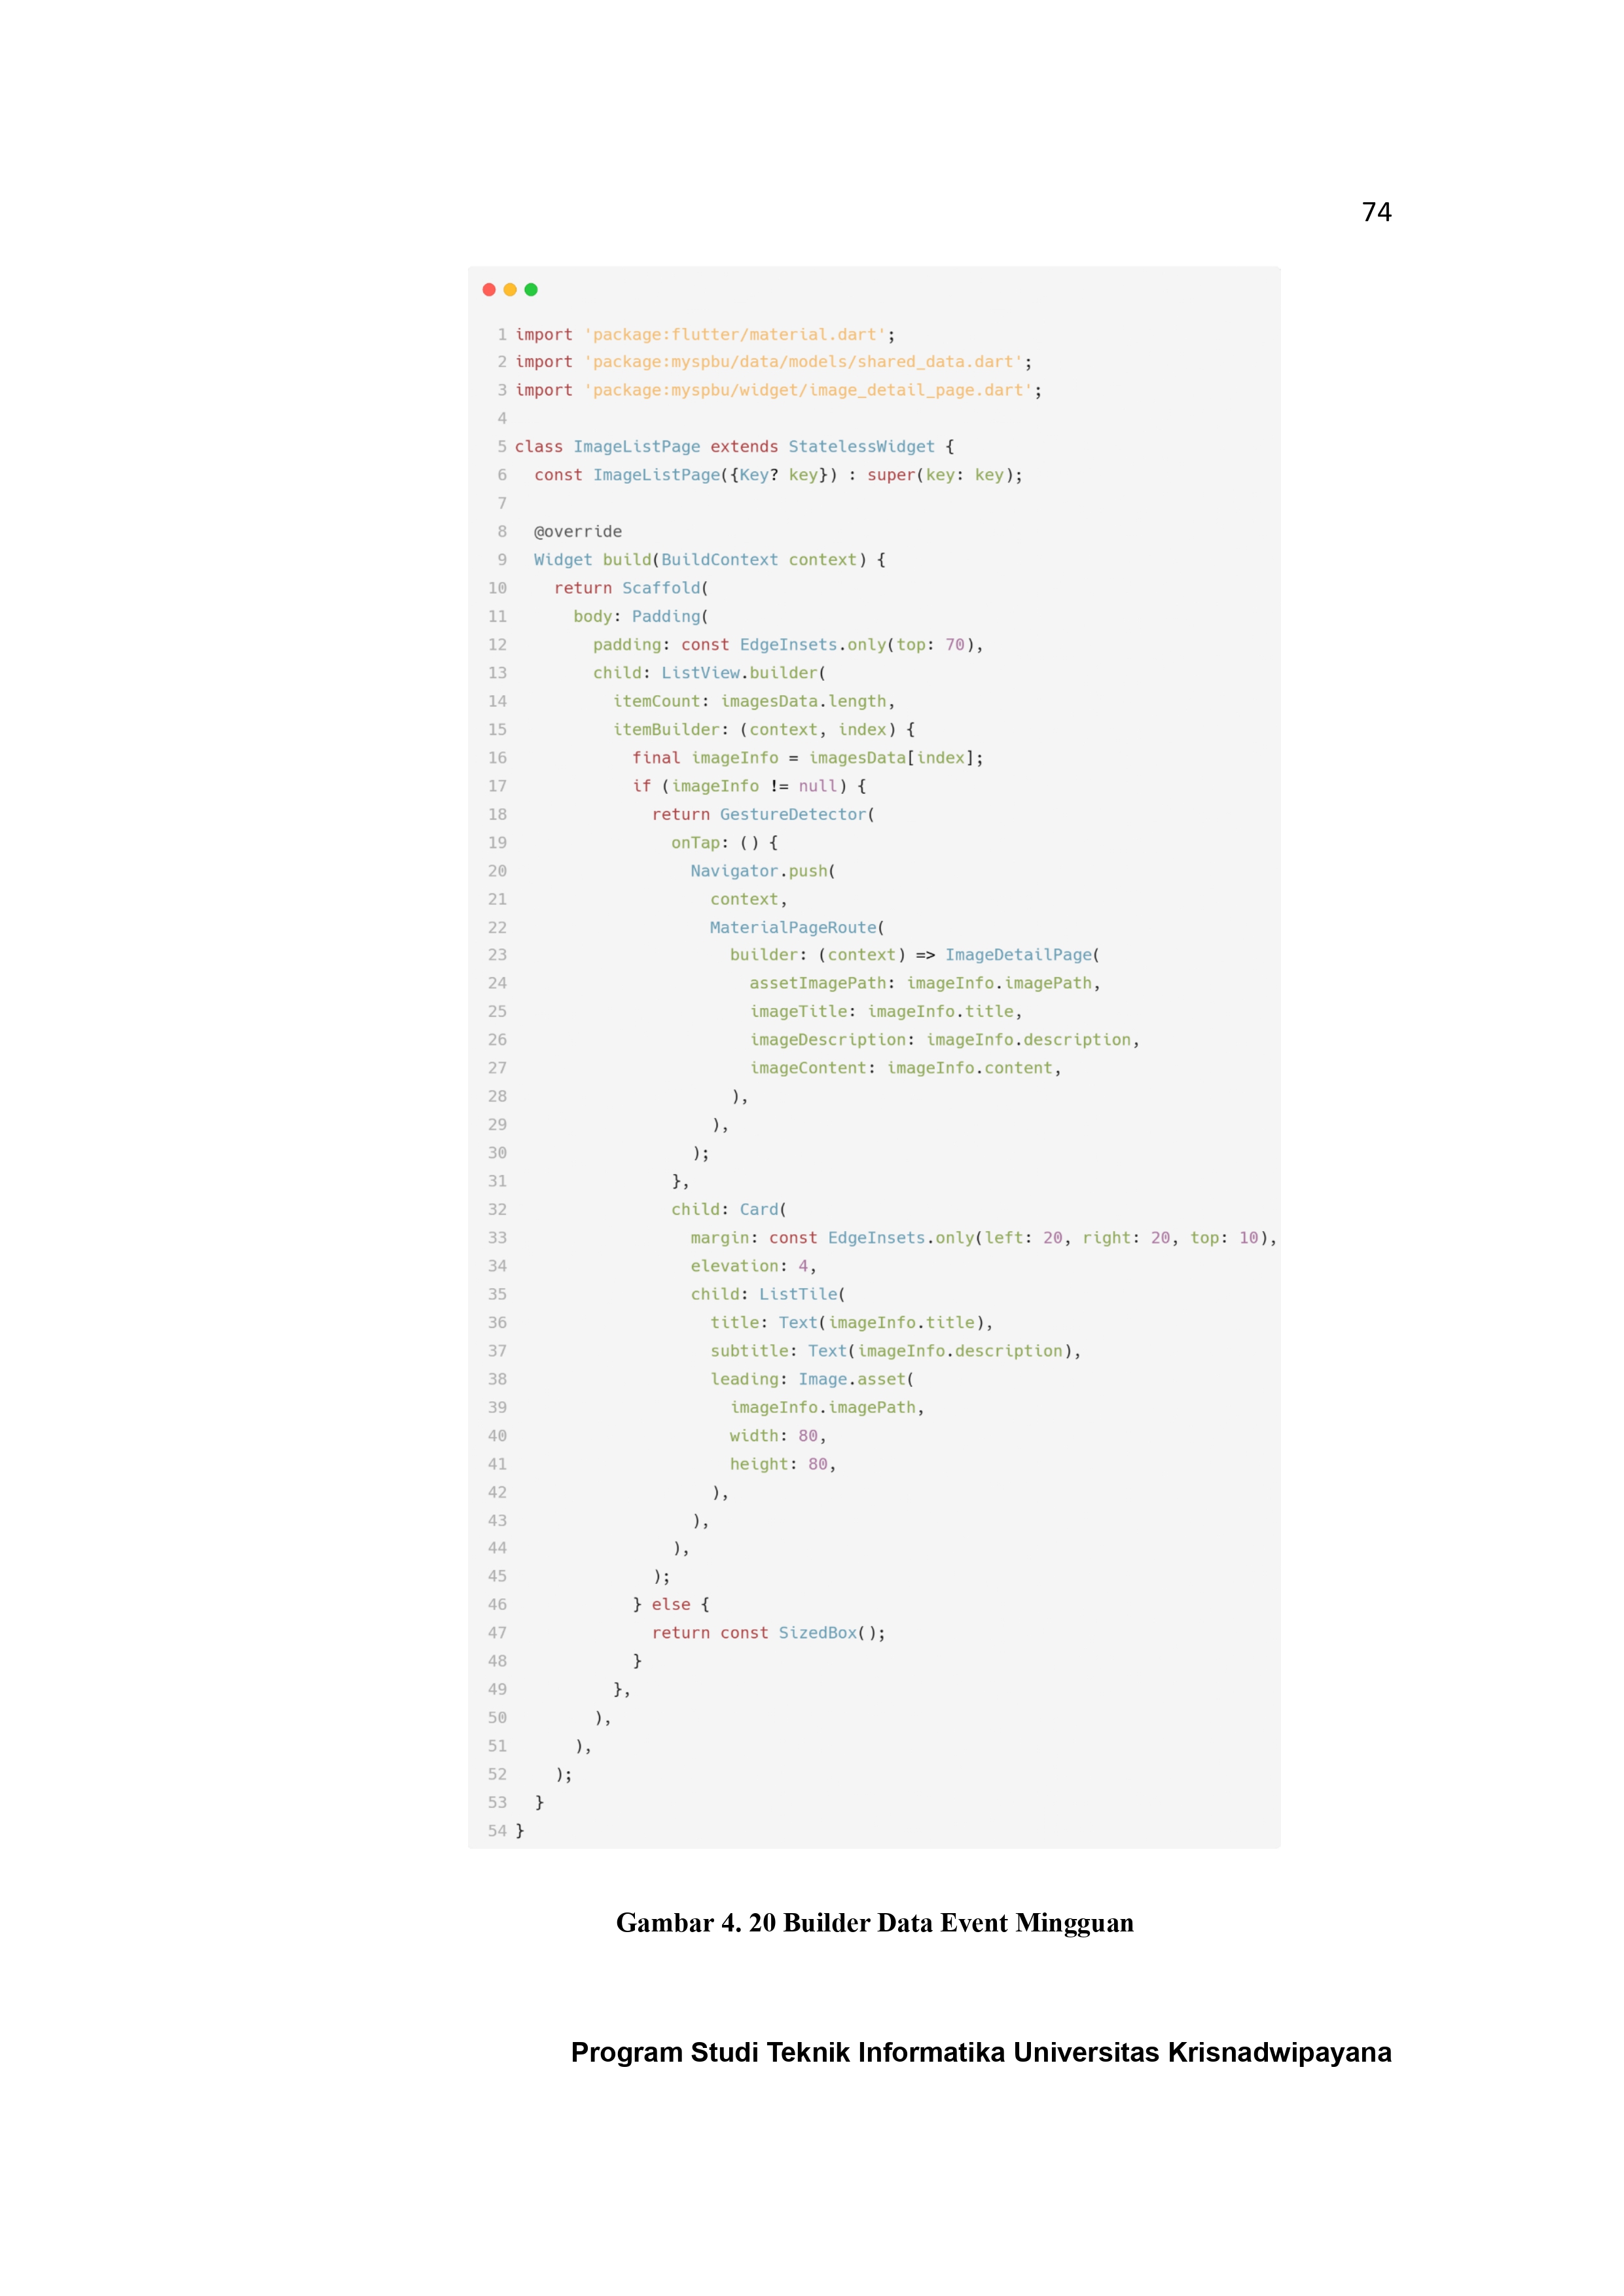 74
1 import 'package:flutter/material.dart';
2 import 'package:myspbu/data/models/shared_data.dart';
3 import 'package:myspbu/widget/image_detail_page.dart';
4
5 class ImageListPage extends StatelessWidget {
6   const ImageListPage({Key? key}) : super(key: key);
7
8   @override
9   Widget build(BuildContext context) {
10     return Scaffold(
11       body: Padding(
12         padding: const EdgeInsets.only(top: 70),
13         child: ListView.builder(
14           itemCount: imagesData.length,
15           itemBuilder: (context, index) {
16             final imageInfo = imagesData[index];
17             if (imageInfo != null) {
18               return GestureDetector(
19                 onTap: () {
20                   Navigator.push(
21                     context,
22                     MaterialPageRoute(
23                       builder: (context) => ImageDetailPage(
24                         assetImagePath: imageInfo.imagePath,
25                         imageTitle: imageInfo.title,
26                         imageDescription: imageInfo.description,
27                         imageContent: imageInfo.content,
28                       ),
29                     ),
30                   );
31                 },
32                 child: Card(
33                   margin: const EdgeInsets.only(left: 20, right: 20, top: 10),
34                   elevation: 4,
35                   child: ListTile(
36                     title: Text(imageInfo.title),
37                     subtitle: Text(imageInfo.description),
38                     leading: Image.asset(
39                       imageInfo.imagePath,
40                       width: 80,
41                       height: 80,
42                     ),
43                   ),
44                 ),
45               );
46             } else {
47               return const SizedBox();
48             }
49           },
50         ),
51       ),
52     );
53   }
54 }
Gambar 4. 20 Builder Data Event Mingguan
Program Studi Teknik Informatika Universitas Krisnadwipayana